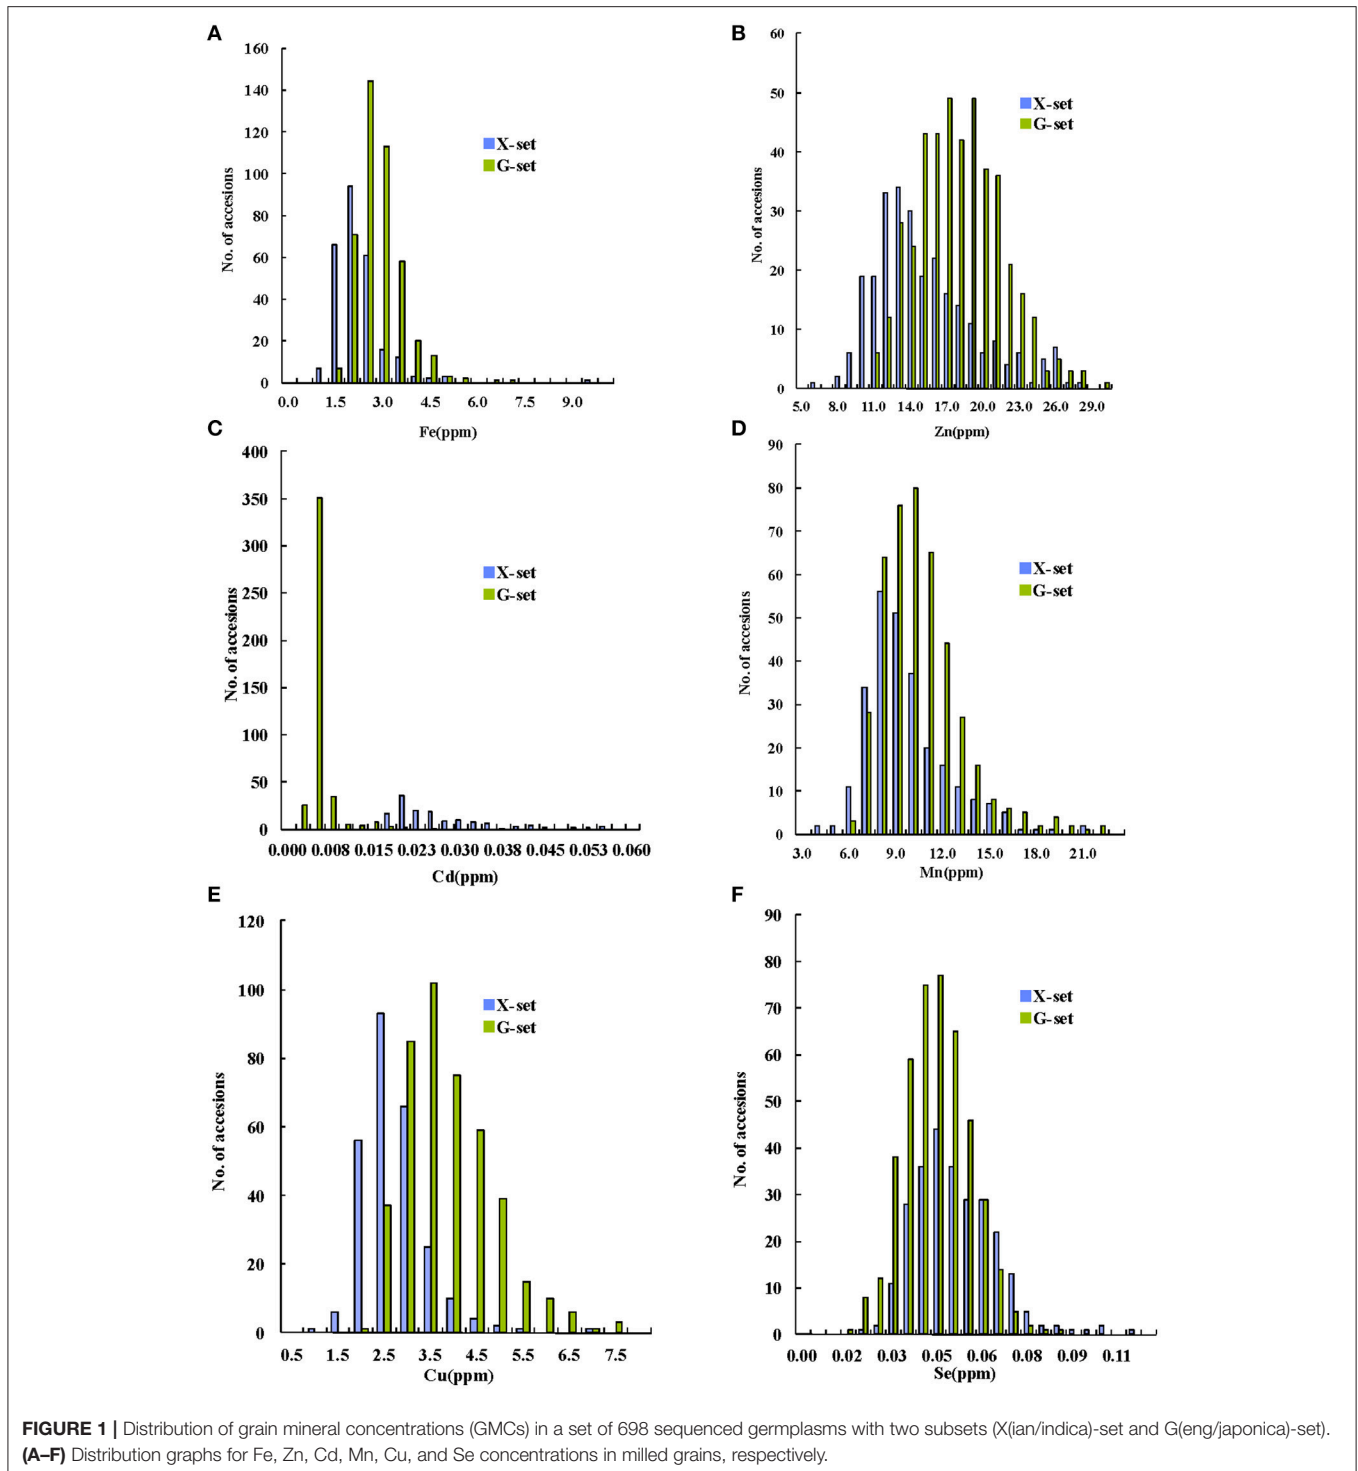 A
160
140
120
100
80
60
40
20
0
No. of accesions
X-set
G-set
0.0 1.5 3.0 4.5 6.0 7.5 9.0
Fe(ppm)
B
60
50
40
30
20
10
0
No. of accesions
X-set
G-set
5.0 8.0 11.0 14.0 17.0 20.0 23.0 26.0 29.0
Zn(ppm)
C
400
350
300
250
200
150
100
50
0
No. of accesions
X-set
G-set
0.000 0.008 0.015 0.023 0.030 0.038 0.045 0.053 0.060
Cd(ppm)
D
90
80
70
60
50
40
30
20
10
0
No. of accesions
X-set
G-set
3.0 6.0 9.0 12.0 15.0 18.0 21.0
Mn(ppm)
E
120
100
80
60
40
20
0
No. of accesions
X-set
G-set
0.5 1.5 2.5 3.5 4.5 5.5 6.5 7.5
Cu(ppm)
F
90
80
70
60
50
40
30
20
10
0
No. of accesions
X-set
G-set
0.00 0.02 0.03 0.05 0.06 0.08 0.09 0.11
Se(ppm)
FIGURE 1 | Distribution of grain mineral concentrations (GMCs) in a set of 698 sequenced germplasms with two subsets (X(ian/indica)-set and G(eng/japonica)-set).
(A–F) Distribution graphs for Fe, Zn, Cd, Mn, Cu, and Se concentrations in milled grains, respectively.